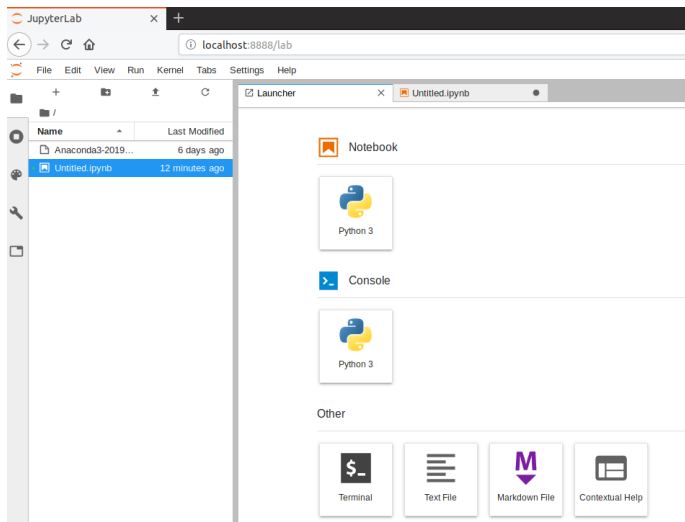 JupyterLab
localhost:8888/lab
File Edit View Run Kernel Tabs Settings Help
Launcher Untitled.ipynb
/
Name Last Modified
Anaconda3-2019... 6 days ago
Untitled.ipynb 12 minutes ago
Notebook
Python 3
Console
Python 3
Other
$_
M
Terminal Text File Markdown File Contextual Help